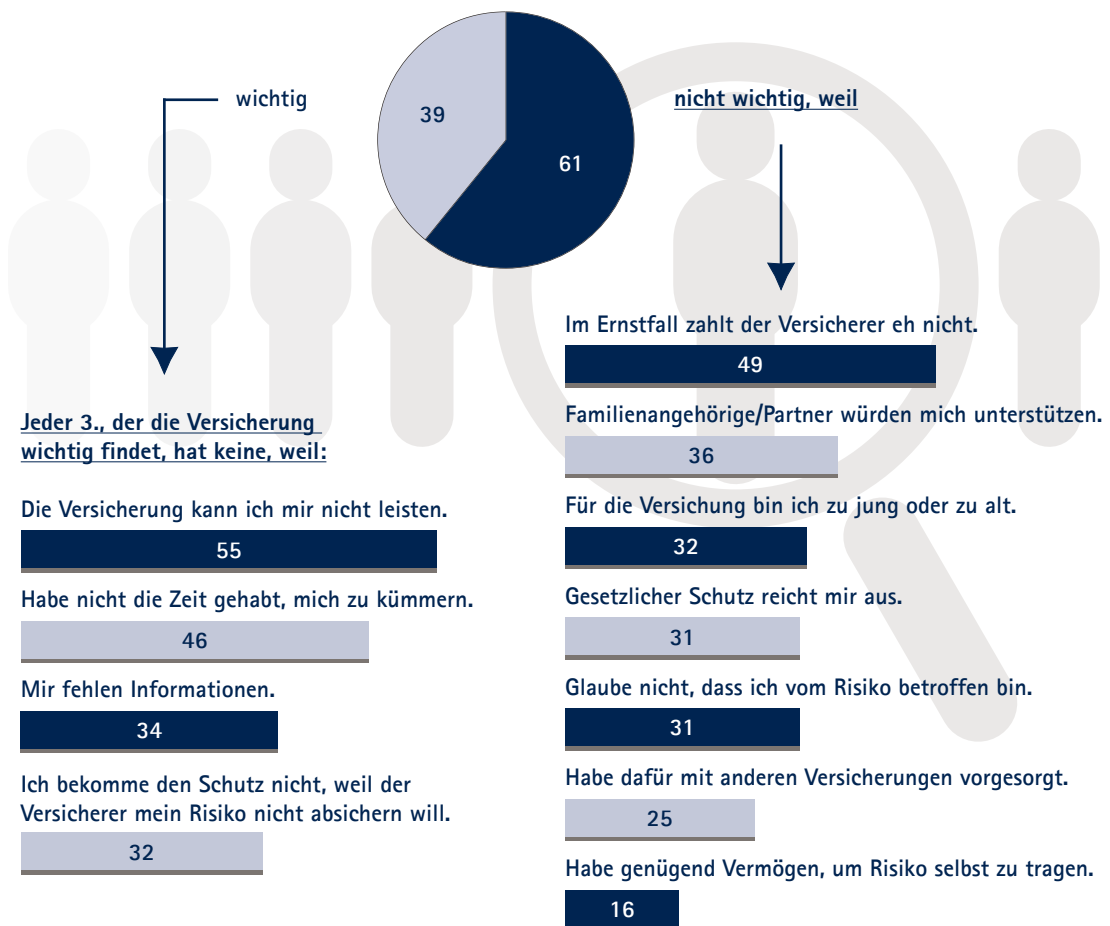 wichtig
39
61
nicht wichtig, weil
Jeder 3., der die Versicherung
wichtig findet, hat keine, weil:
Die Versicherung kann ich mir nicht leisten.
55
Habe nicht die Zeit gehabt, mich zu kümmern.
46
Mir fehlen Informationen.
34
Ich bekomme den Schutz nicht, weil der
Versicherer mein Risiko nicht absichern will.
32
Im Ernstfall zahlt der Versicherer eh nicht.
49
Familienangehörige/Partner würden mich unterstützen.
36
Für die Versichung bin ich zu jung oder zu alt.
32
Gesetzlicher Schutz reicht mir aus.
31
Glaube nicht, dass ich vom Risiko betroffen bin.
31
Habe dafür mit anderen Versicherungen vorgesorgt.
25
Habe genügend Vermögen, um Risiko selbst zu tragen.
16